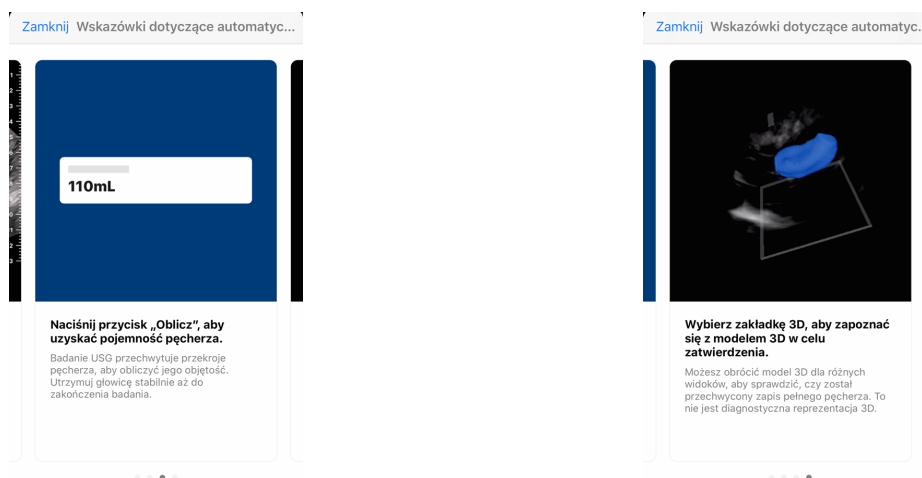 Zamknij Wskazówki dotyczące automatyc...
110mL
Naciśnij przycisk „Oblicz”, aby
uzyskać pojemność pęcherza.
Badanie USG przechwytuje przekroje
pęcherza, aby obliczyć jego objętość.
Utrzymuj głowicę stabilnie aż do
zakończenia badania.
Zamknij Wskazówki dotyczące automatyc...
Wybierz zakładkę 3D, aby zapoznać
się z modelem 3D w celu
zatwierdzenia.
Możesz obrócić model 3D dla różnych
widoków, aby sprawdzić, czy został
przechwycony zapis pełnego pęcherza. To
nie jest diagnostyczna reprezentacja 3D.